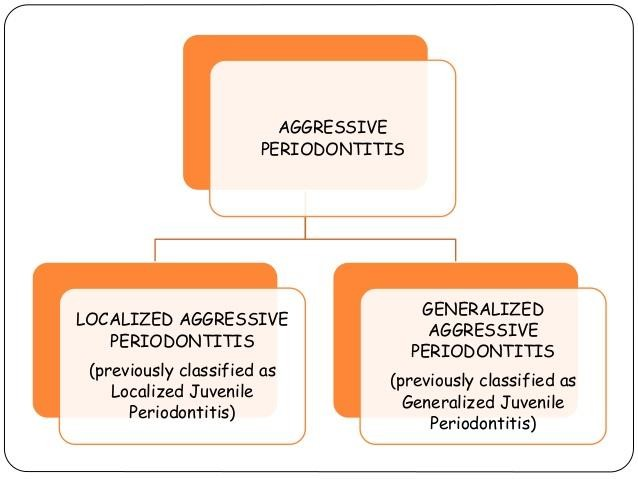 AGGRESSIVE
PERIODONTITIS
LOCALIZED AGGRESSIVE
PERIODONTITIS
(previously classified as
Localized Juvenile
Periodontitis)
GENERALIZED
AGGRESSIVE
PERIODONTITIS
(previously classified as
Generalized Juvenile
Periodontitis)